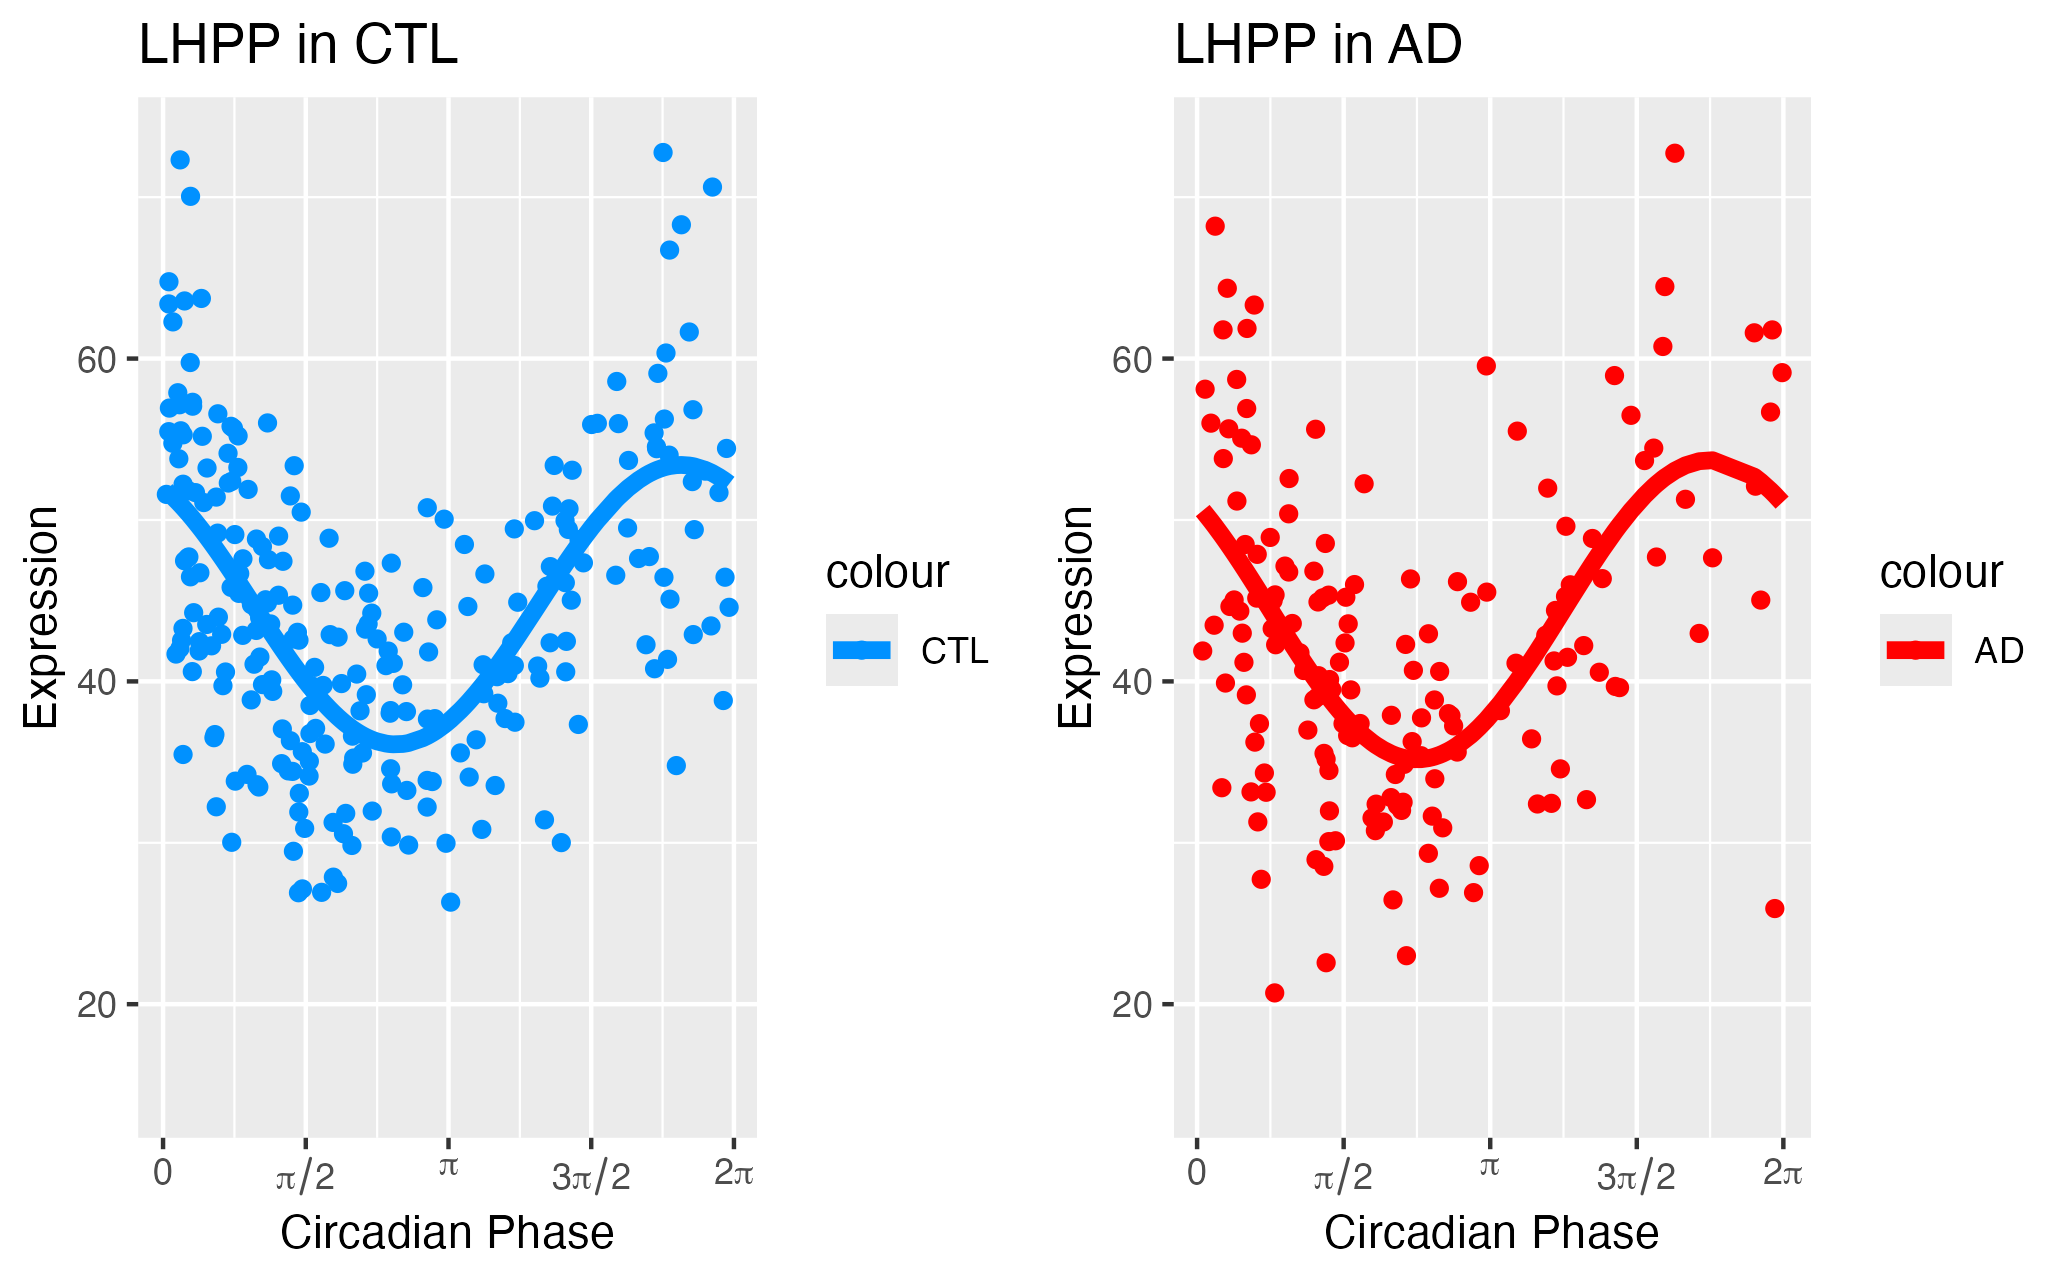 LHPP in CTL
Expression
60
40
20
0
π/2
π
3π/2
2π
Circadian Phase
colour
CTL
LHPP in AD
Expression
60
40
20
0
π/2
π
3π/2
2π
Circadian Phase
colour
AD